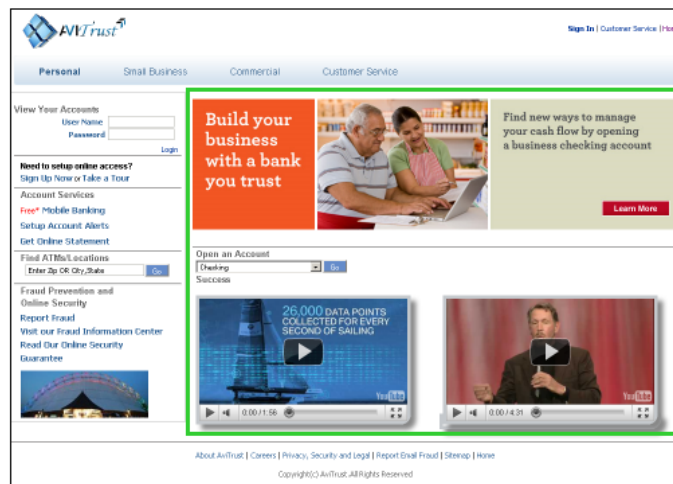 AviTrust
Sign In | Customer Service |
Personal Small Business Commercial Customer Service
View Your Accounts
User Name
Password
Login
Need to setup online access?
Sign Up Now or Take a Tour
Account Services
Free* Mobile Banking
Setup Account Alerts
Get Online Statement
Find ATMs/Locations
Enter Zip OR City,State Go
Fraud Prevention and
Online Security
Report Fraud
Visit our Fraud Information Center
Read Our Online Security
Guarantee
Build your
business
with a bank
you trust
Find new ways to manage
your cash flow by opening
a business checking account
Learn More
Open an Account
Checking Go
Success
26,000 DATA POINTS
COLLECTED FOR EVERY
SECOND OF SAILING
YouTube
0:00 / 1:56
YouTube
0:00 / 4:31
About AviTrust | Careers | Privacy, Security and Legal | Report Email Fraud | Sitemap | Home
Copyright(c) AviTrust.All Rights Reserved